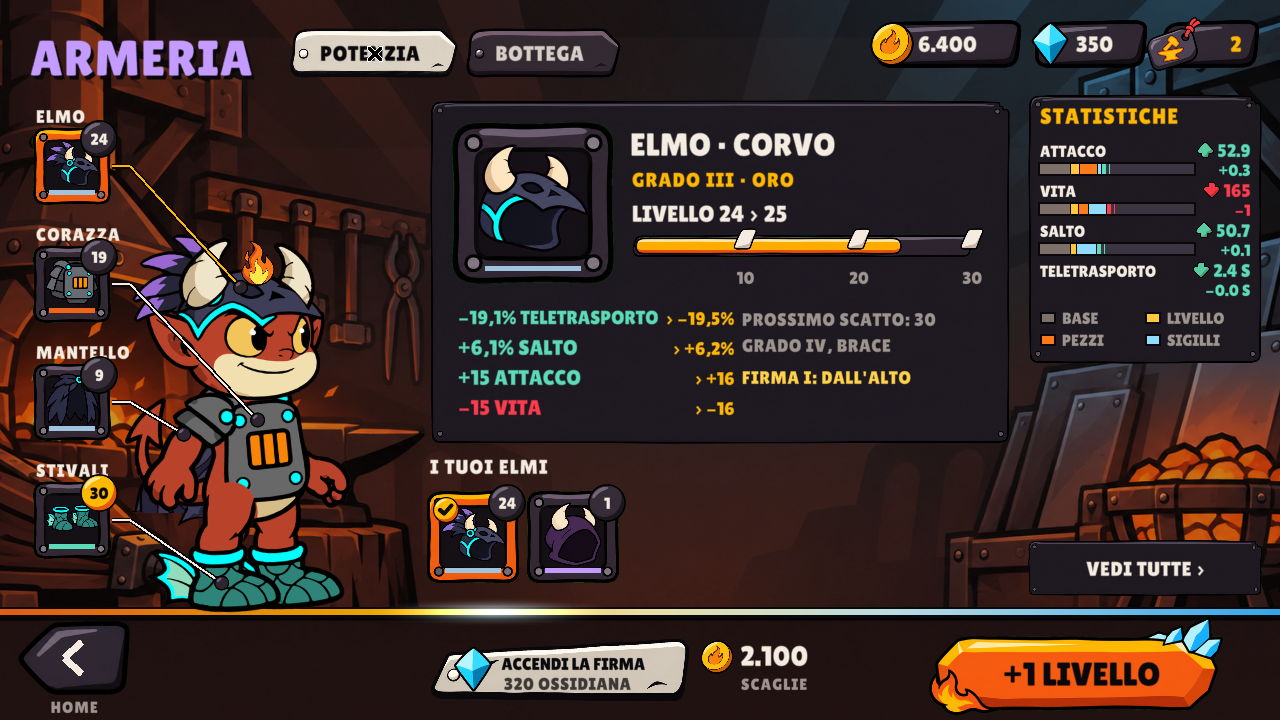 ARMERIA
POTENZIA
BOTTEGA
6.400
350
2
ELMO
24
CORAZZA
19
MANTELLO
9
STIVALI
30
ELMO · CORVO
GRADO III · ORO
LIVELLO 24 › 25
10 20 30
−19,1% TELETRASPORTO › −19,5% PROSSIMO SCATTO: 30
+6,1% SALTO › +6,2% GRADO IV, BRACE
+15 ATTACCO › +16 FIRMA I: DALL'ALTO
−15 VITA › −16
STATISTICHE
ATTACCO 52.9
+0.3
VITA 165
−1
SALTO 50.7
+0.1
TELETRASPORTO 2.4 S
−0.0 S
BASE LIVELLO
PEZZI SIGILLI
I TUOI ELMI
24
1
VEDI TUTTE ›
HOME
ACCENDI LA FIRMA
320 OSSIDIANA
2.100
SCAGLIE
+1 LIVELLO